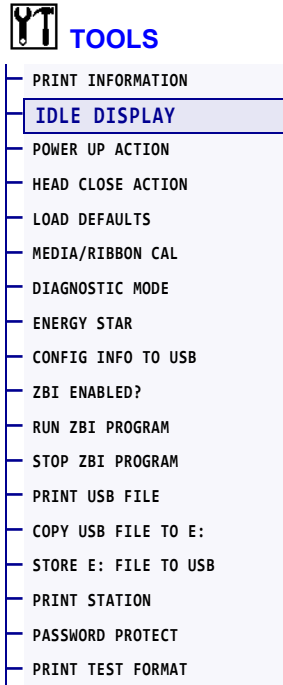 TOOLS
PRINT INFORMATION
IDLE DISPLAY
POWER UP ACTION
HEAD CLOSE ACTION
LOAD DEFAULTS
MEDIA/RIBBON CAL
DIAGNOSTIC MODE
ENERGY STAR
CONFIG INFO TO USB
ZBI ENABLED?
RUN ZBI PROGRAM
STOP ZBI PROGRAM
PRINT USB FILE
COPY USB FILE TO E:
STORE E: FILE TO USB
PRINT STATION
PASSWORD PROTECT
PRINT TEST FORMAT